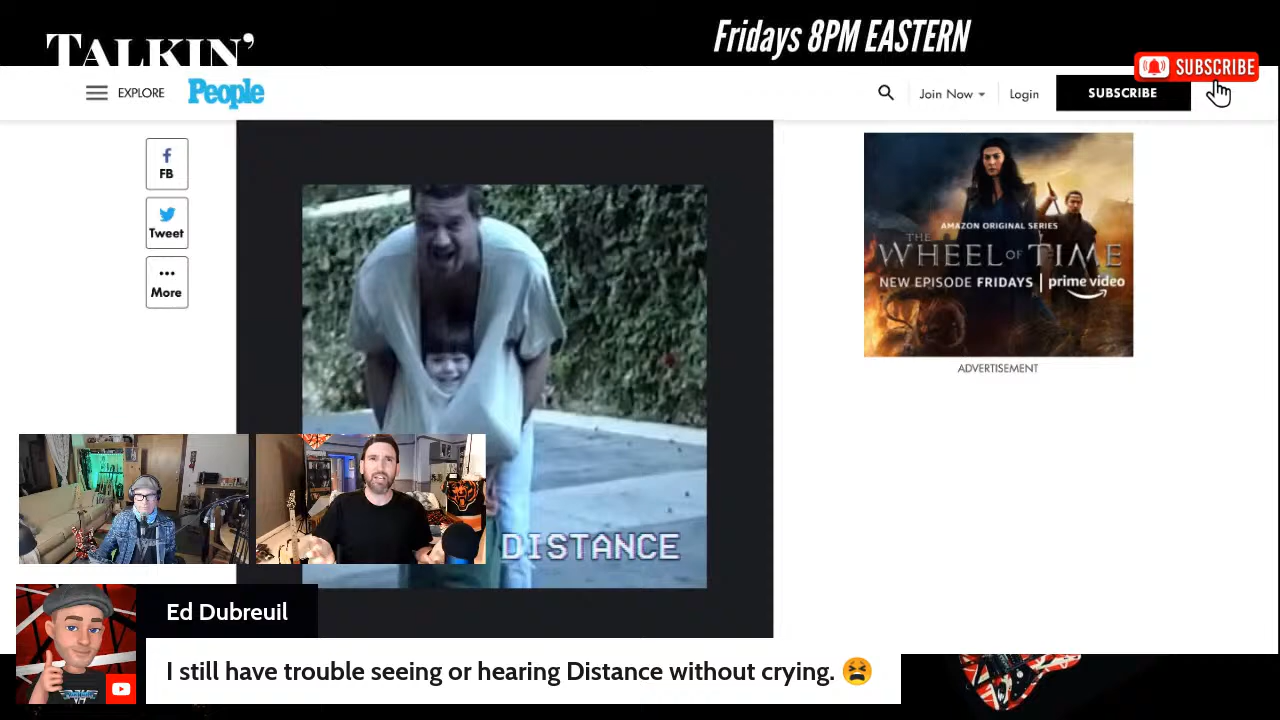 TALKIN'
Fridays 8PM EASTERN
SUBSCRIBE
EXPLORE
People
Join Now
Login
SUBSCRIBE
FB
Tweet
More
AMAZON ORIGINAL SERIES
THE
WHEEL OF TIME
NEW EPISODE FRIDAYS | prime video
ADVERTISEMENT
DISTANCE
Ed Dubreuil
I still have trouble seeing or hearing Distance without crying. 😫